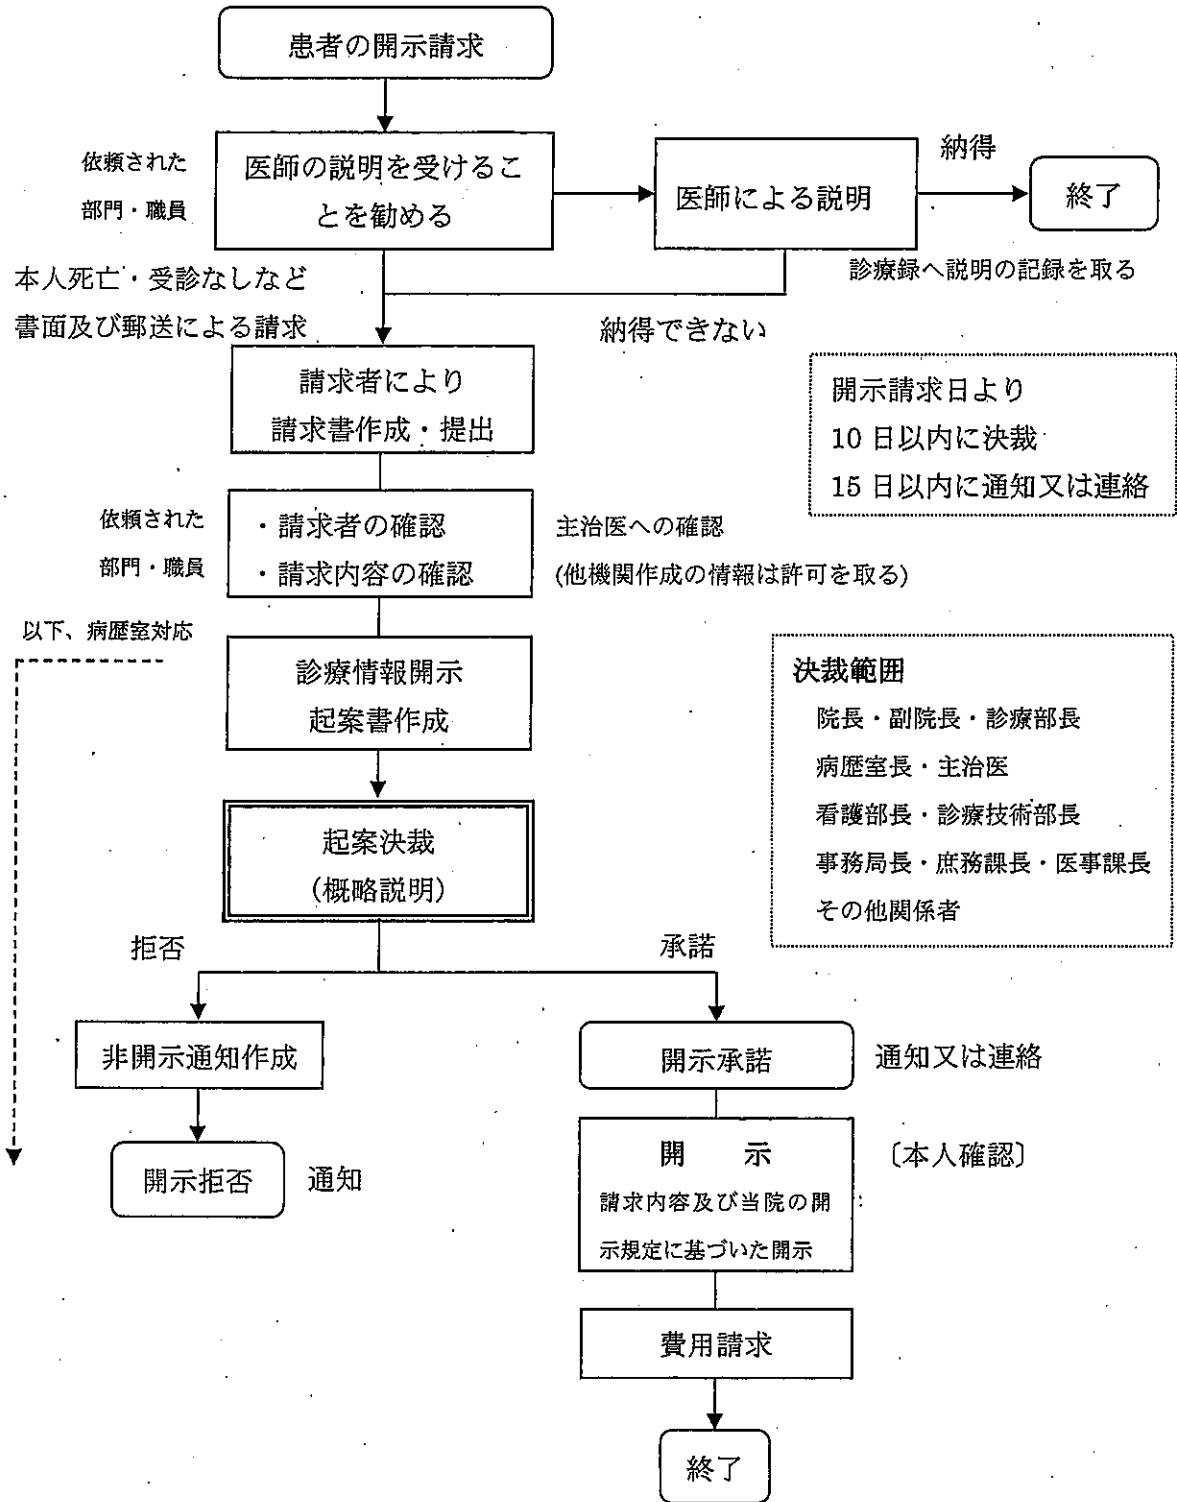 患者の開示請求
依頼された
部門・職員
医師の説明を受けるこ
とを勧める
医師による説明
納得
終了
診療録へ説明の記録を取る
本人死亡・受診なしなど
書面及び郵送による請求
納得できない
請求者により
請求書作成・提出
開示請求日より
10日以内に決裁
15日以内に通知又は連絡
依頼された
部門・職員
・請求者の確認
・請求内容の確認
主治医への確認
(他機関作成の情報は許可を取る)
以下、病歴室対応
診療情報開示
起案書作成
決裁範囲
院長・副院長・診療部長
病歴室長・主治医
看護部長・診療技術部長
事務局長・庶務課長・医事課長
その他関係者
起案決裁
(概略説明)
拒否
承諾
非開示通知作成
開示承諾
通知又は連絡
開示拒否
通知
開　示
〔本人確認〕
請求内容及び当院の開
示規定に基づいた開示
費用請求
終了